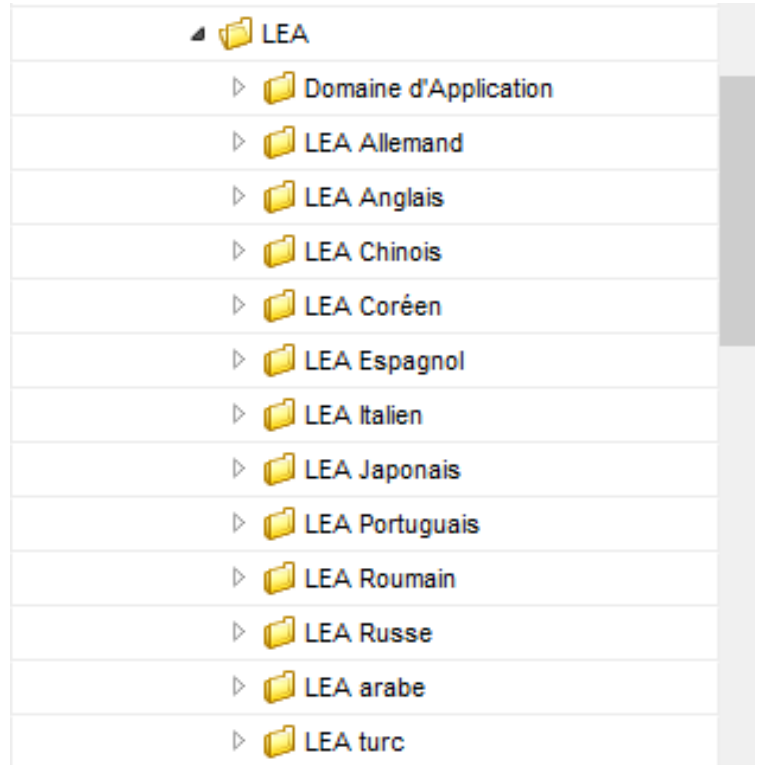 LEA
Domaine d'Application
LEA Allemand
LEA Anglais
LEA Chinois
LEA Coréen
LEA Espagnol
LEA Italien
LEA Japonais
LEA Portuguais
LEA Roumain
LEA Russe
LEA arabe
LEA turc